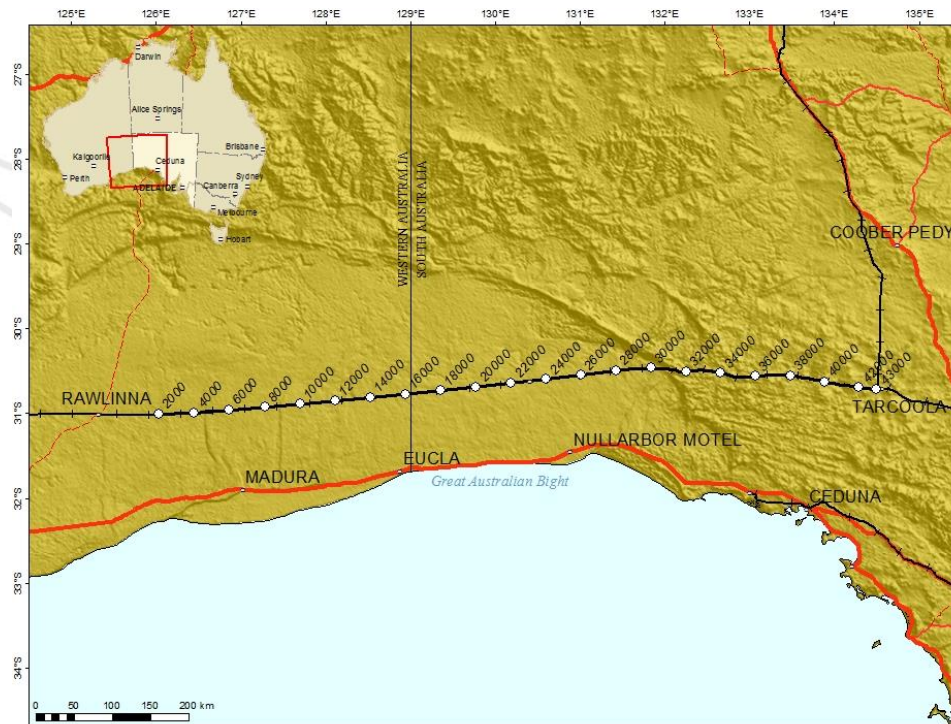 125°E
126°E
127°E
128°E
129°E
130°E
131°E
132°E
133°E
134°E
135°E
27°S
28°S
29°S
30°S
31°S
32°S
33°S
34°S
Darwin
Alice Springs
Brisbane
Kalgoorlie
Ceduna
Perth
ADELAIDE
Sydney
Canberra
Melbourne
Hobart
WESTERN AUSTRALIA
SOUTH AUSTRALIA
COOBER PEDY
RAWLINNA
2000
4000
6000
8000
10000
12000
14000
16000
18000
20000
22000
24000
26000
28000
30000
32000
34000
36000
38000
40000
42000
43000
TARCOOLA
NULLARBOR MOTEL
EUCLA
MADURA
Great Australian Bight
CEDUNA
0 50 100 150 200 km